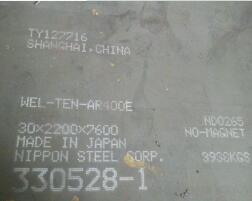 TY127716
SHANGHAI,CHINA
WEL-TEN-AR400E
ND0265
30×2200×7600
NO-MAGNET
MADE IN JAPAN
NIPPON STEEL CORP.
330528-1